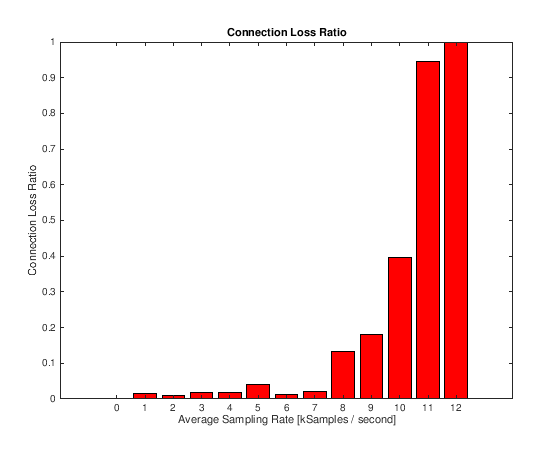 Connection Loss Ratio
1
0.9
0.8
0.7
0.6
0.5
0.4
0.3
0.2
0.1
0
Connection Loss Ratio
0 1 2 3 4 5 6 7 8 9 10 11 12
Average Sampling Rate [kSamples / second]